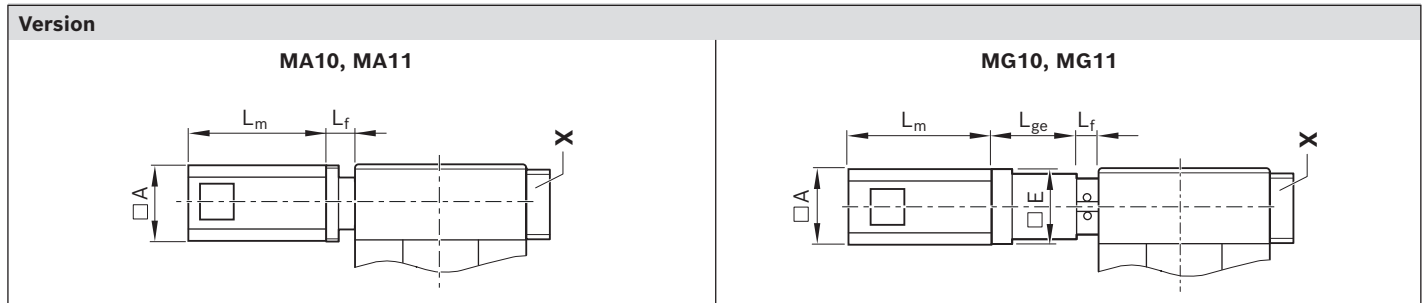 Version
MA10, MA11
MG10, MG11
Lm
Lf
X
□ A
Lm
Lge
Lf
X
□ A
□ E